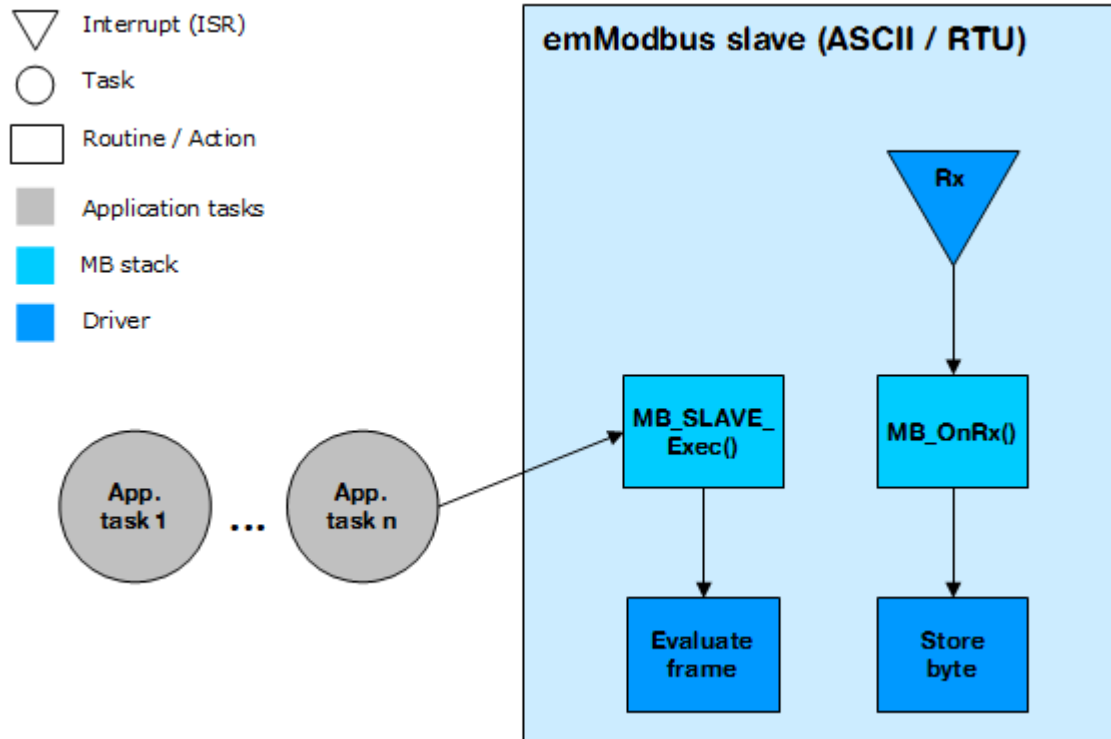 Interrupt (ISR)
Task
Routine / Action
Application tasks
MB stack
Driver
emModbus slave (ASCII / RTU)
Rx
MB_SLAVE_
Exec()
MB_OnRx()
App.
task 1
...
App.
task n
Evaluate
frame
Store
byte